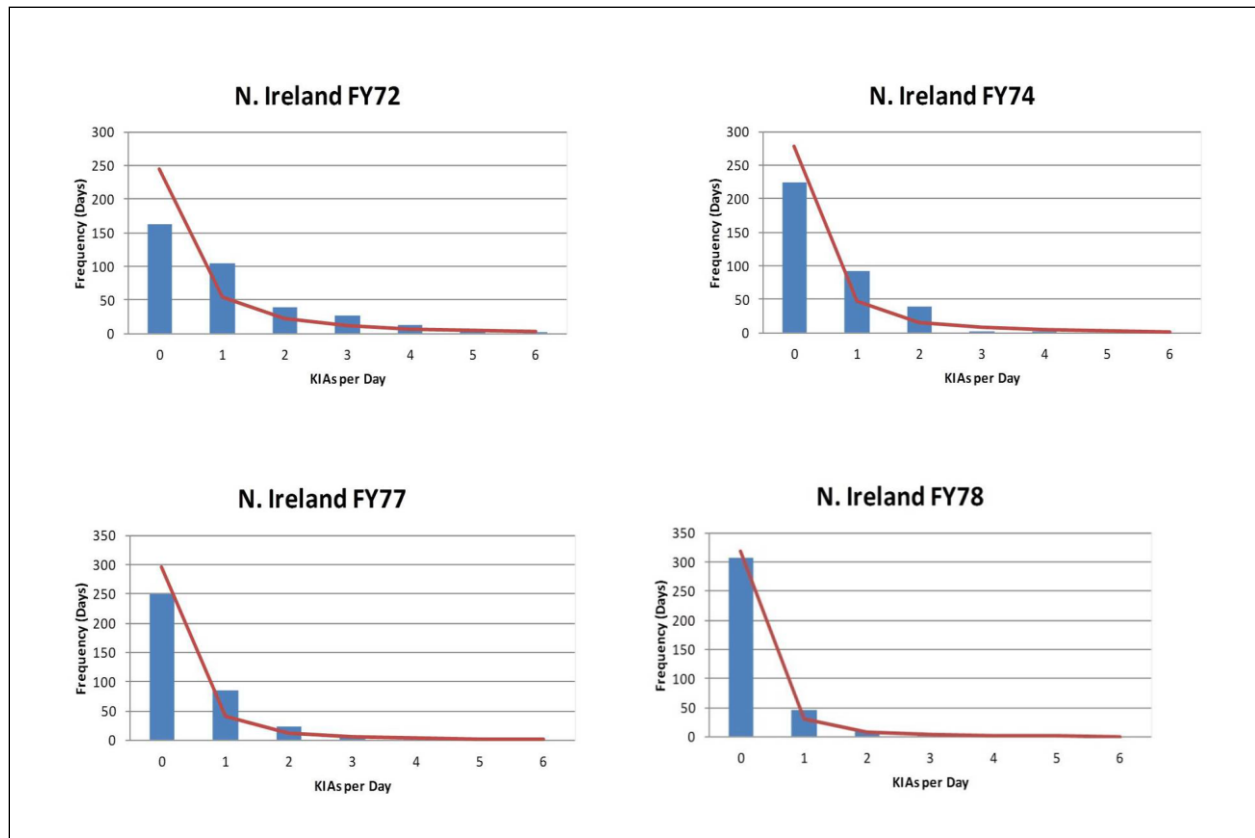 N. Ireland FY72
300
250
200
150
100
50
0
Frequency (Days)
0 1 2 3 4 5 6
KIAs per Day
N. Ireland FY74
300
250
200
150
100
50
0
Frequency (Days)
0 1 2 3 4 5 6
KIAs per Day
N. Ireland FY77
350
300
250
200
150
100
50
0
Frequency (Days)
0 1 2 3 4 5 6
KIAs per Day
N. Ireland FY78
350
300
250
200
150
100
50
0
Frequency (Days)
0 1 2 3 4 5 6
KIAs per Day